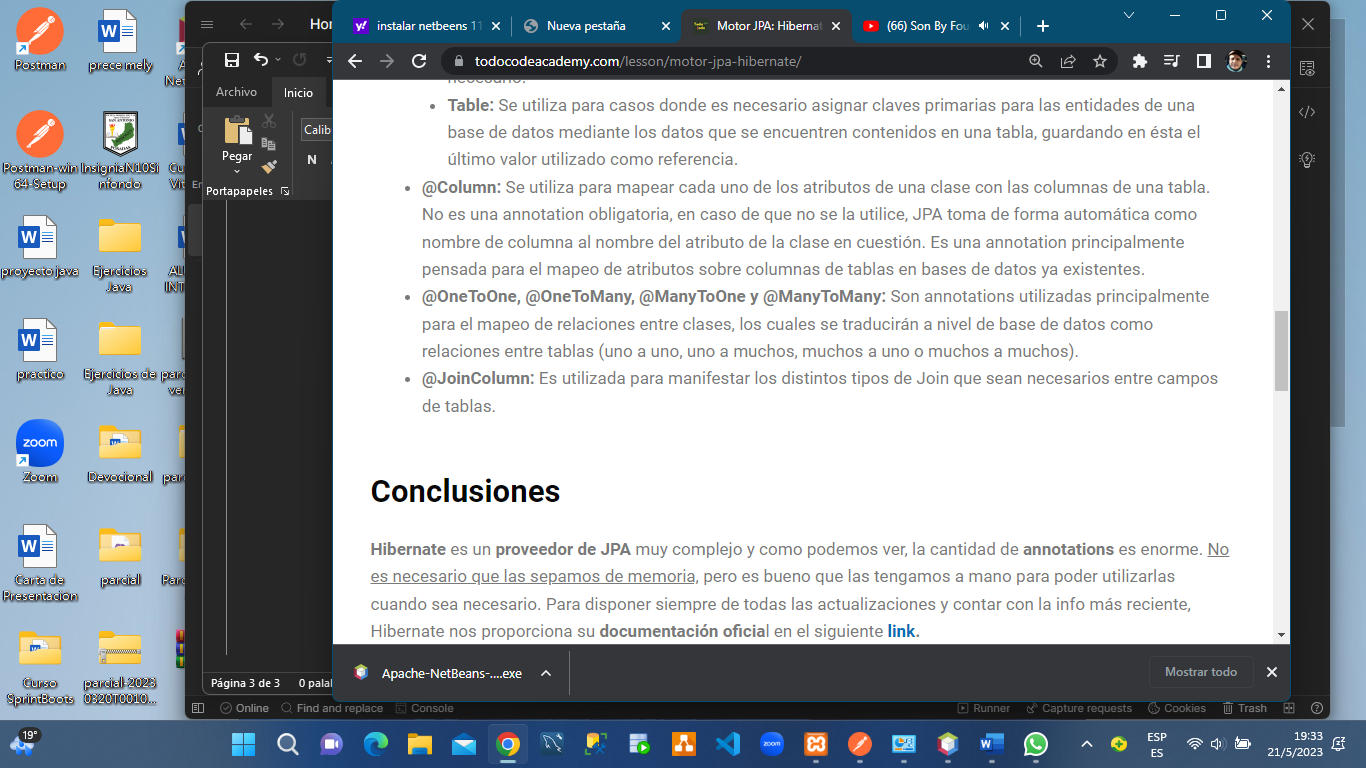 Postman
prece mely
Postman-win
64-Setup
InsigniaN10Si
nfondo
proyecto java
Ejercicios
Java
practico
Ejercicios de
Java
Zoom
Devocional
Carta de
Presentacion
parcial
Curso
SprintBoots
parcial-2023
0320T0010...
Archivo
Inicio
Pegar
Calib
N
Portapapeles
Página 3 de 3
0 palal
instalar netbeens 11
Nueva pestaña
Motor JPA: Hibernat
(66) Son By Fou
todocodeacademy.com/lesson/motor-jpa-hibernate/
necesario.
Table: Se utiliza para casos donde es necesario asignar claves primarias para las entidades de una
base de datos mediante los datos que se encuentren contenidos en una tabla, guardando en ésta el
último valor utilizado como referencia.
@Column: Se utiliza para mapear cada uno de los atributos de una clase con las columnas de una tabla.
No es una annotation obligatoria, en caso de que no se la utilice, JPA toma de forma automática como
nombre de columna al nombre del atributo de la clase en cuestión. Es una annotation principalmente
pensada para el mapeo de atributos sobre columnas de tablas en bases de datos ya existentes.
@OneToOne, @OneToMany, @ManyToOne y @ManyToMany: Son annotations utilizadas principalmente
para el mapeo de relaciones entre clases, los cuales se traducirán a nivel de base de datos como
relaciones entre tablas (uno a uno, uno a muchos, muchos a uno o muchos a muchos).
@JoinColumn: Es utilizada para manifestar los distintos tipos de Join que sean necesarios entre campos
de tablas.
Conclusiones
Hibernate es un proveedor de JPA muy complejo y como podemos ver, la cantidad de annotations es enorme. No
es necesario que las sepamos de memoria, pero es bueno que las tengamos a mano para poder utilizarlas
cuando sea necesario. Para disponer siempre de todas las actualizaciones y contar con la info más reciente,
Hibernate nos proporciona su documentación oficial en el siguiente link.
Apache-NetBeans-....exe
Mostrar todo
Online
Find and replace
Console
Runner
Capture requests
Cookies
Trash
19°
zoom
ESP
ES
19:33
21/5/2023